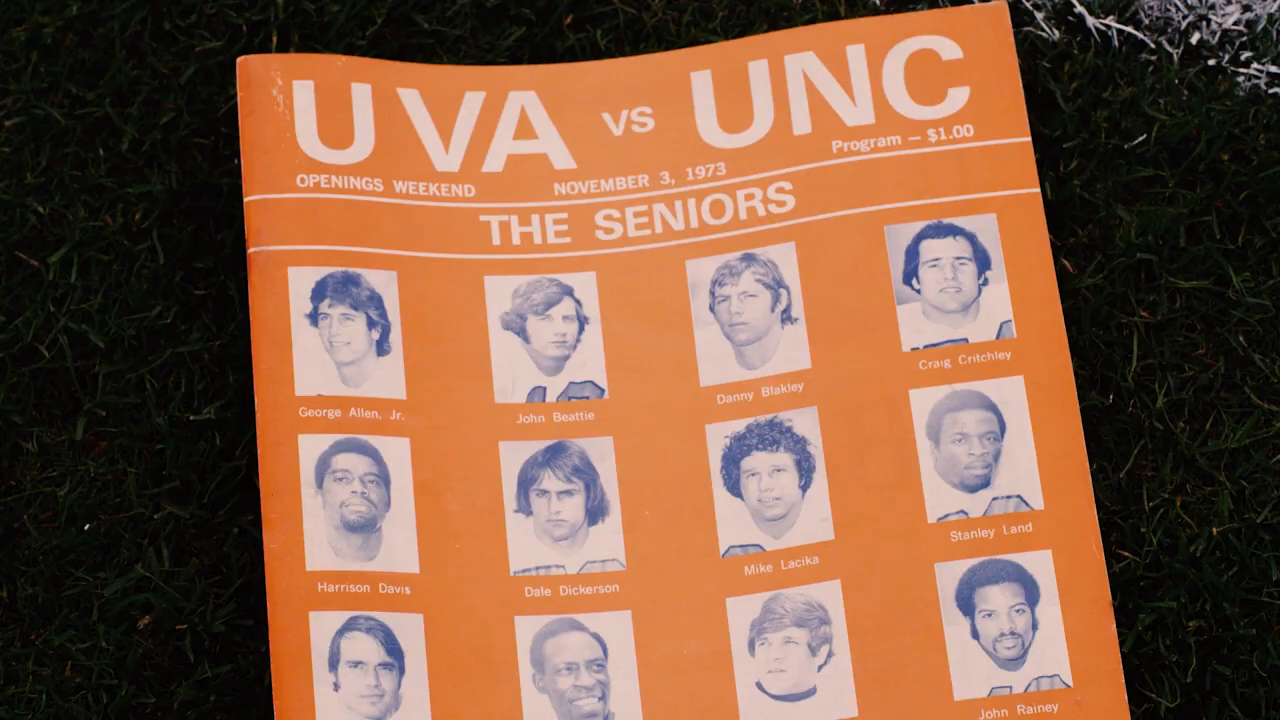 UVA VS UNC
OPENINGS WEEKEND NOVEMBER 3, 1973 Program — $1.00
THE SENIORS
George Allen, Jr. John Beattie Danny Blakley Craig Critchley
Harrison Davis Dale Dickerson Mike Lacika Stanley Land
John Rainey